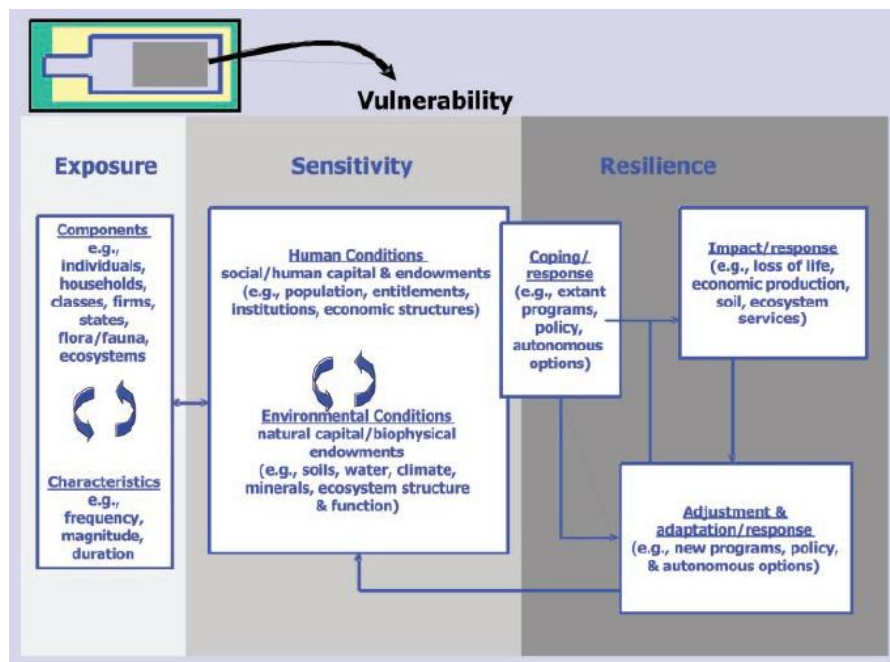 Vulnerability
Exposure
Sensitivity
Resilience
Components
e.g.,
individuals,
households,
classes, firms,
states,
flora/fauna,
ecosystems
Characteristics
e.g.,
frequency,
magnitude,
duration
Human Conditions
social/human capital & endowments
(e.g., population, entitlements,
institutions, economic structures)
Environmental Conditions
natural capital/biophysical
endowments
(e.g., soils, water, climate,
minerals, ecosystem structure
& function)
Coping/
response
(e.g., extant
programs,
policy,
autonomous
options)
Impact/response
(e.g., loss of life,
economic production,
soil, ecosystem
services)
Adjustment &
adaptation/response
(e.g., new programs, policy,
& autonomous options)